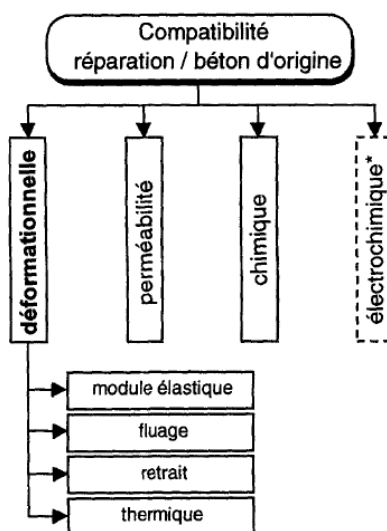 Compatibilité
réparation / béton d'origine
déformationnelle
perméabilité
chimique
électrochimique*
module élastique
fluage
retrait
thermique